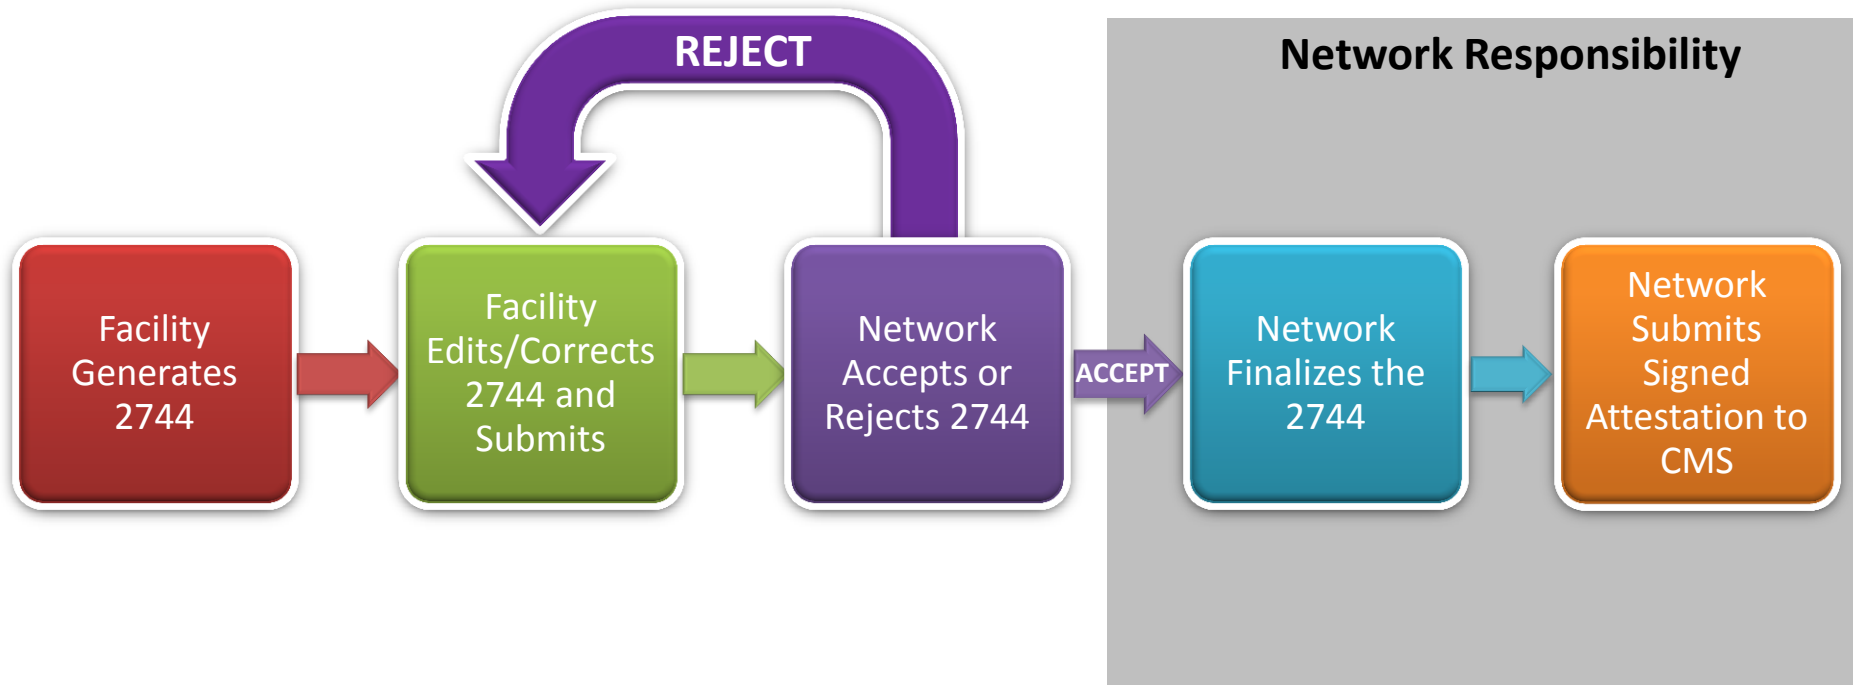 REJECT
Network Responsibility
Facility
Generates
2744
Facility
Edits/Corrects
2744 and
Submits
Network
Accepts or
Rejects 2744
ACCEPT
Network
Finalizes the
2744
Network
Submits
Signed
Attestation to
CMS